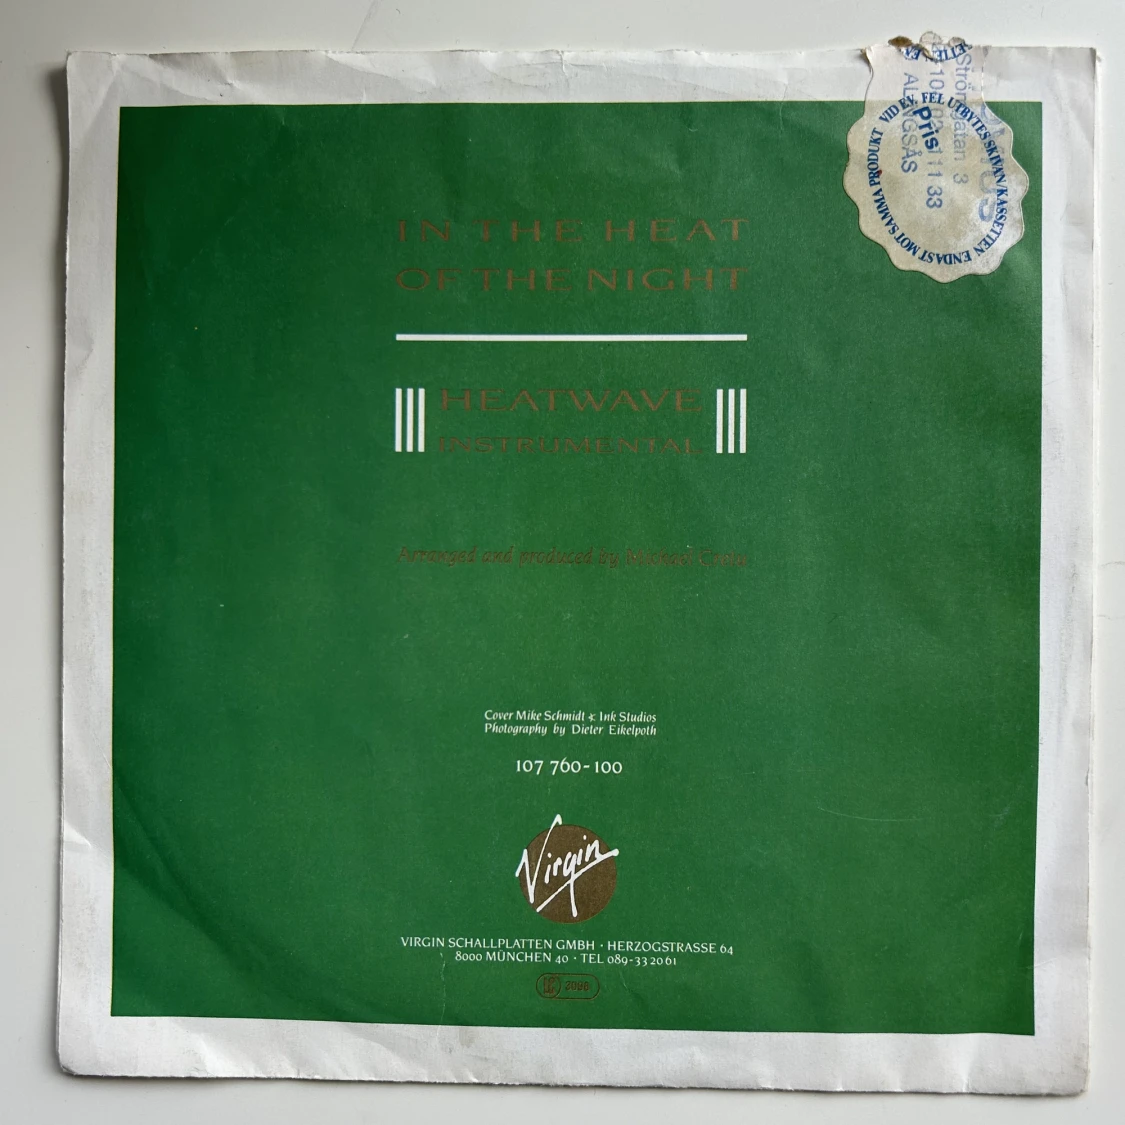 IN THE HEAT
OF THE NIGHT
HEATWAVE
INSTRUMENTAL
Arranged and produced by Michael Cretu
Cover Mike Schmidt * Ink Studios
Photography by Dieter Eikelpoth
107 760-100
Virgin
VIRGIN SCHALLPLATTEN GMBH · HERZOGSTRASSE 64
8000 MÜNCHEN 40 · TEL 089-33 20 61
VID EV. FEL UTBYTES SKIVAN/KASSETTEN ENDAST MOT SAMMA PRODUKT
Pris
ALINGSÅS